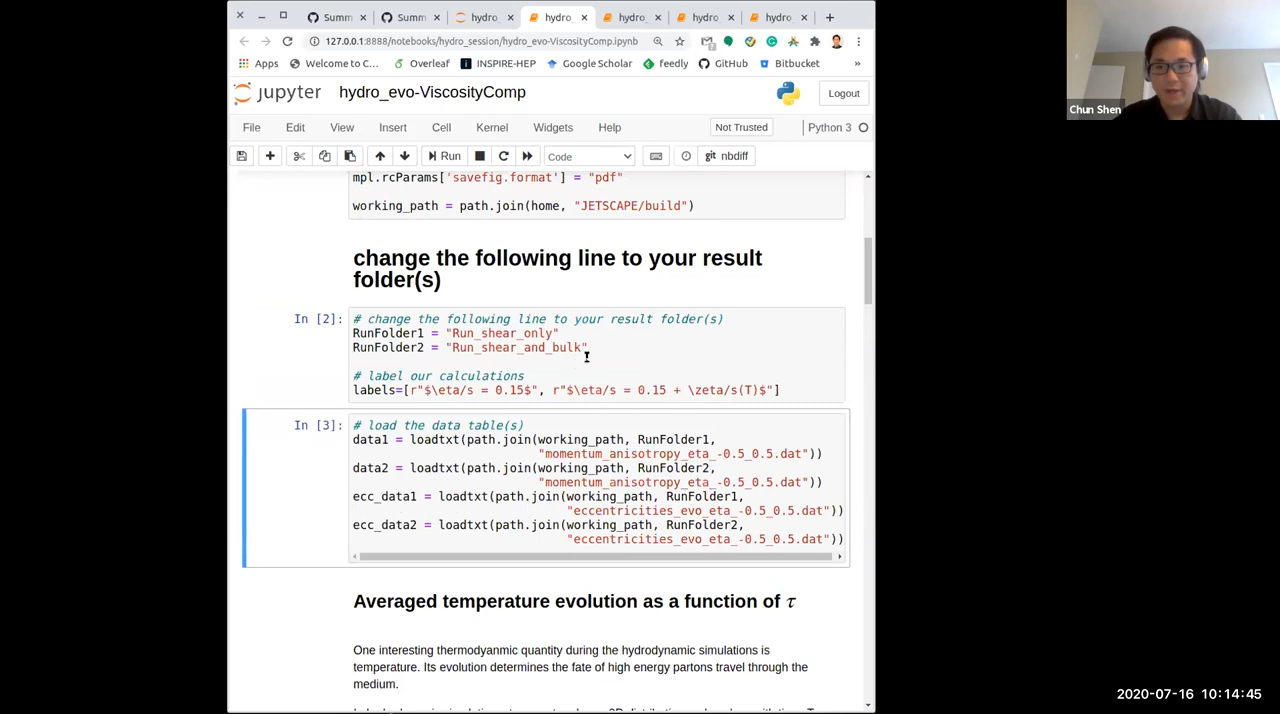 Summ
Summ
hydro_
hydro_
hydro_
hydro_
hydro_
127.0.0.1:8888/notebooks/hydro_session/hydro_evo-ViscosityComp.ipynb
Apps
Welcome to C...
Overleaf
INSPIRE-HEP
Google Scholar
feedly
GitHub
Bitbucket
»
jupyter
hydro_evo-ViscosityComp
Logout
File
Edit
View
Insert
Cell
Kernel
Widgets
Help
Not Trusted
Python 3
Run
Code
git nbdiff
mpl.rcParams['savefig.format'] = "pdf"
working_path = path.join(home, "JETSCAPE/build")
change the following line to your result
folder(s)
In [2]:
# change the following line to your result folder(s)
RunFolder1 = "Run_shear_only"
RunFolder2 = "Run_shear_and_bulk"
# label our calculations
labels=[r"$\eta/s = 0.15$", r"$\eta/s = 0.15 + \zeta/s(T)$"]
In [3]:
# load the data table(s)
data1 = loadtxt(path.join(working_path, RunFolder1,
"momentum_anisotropy_eta_-0.5_0.5.dat"))
data2 = loadtxt(path.join(working_path, RunFolder2,
"momentum_anisotropy_eta_-0.5_0.5.dat"))
ecc_data1 = loadtxt(path.join(working_path, RunFolder1,
"eccentricities_evo_eta_-0.5_0.5.dat"))
ecc_data2 = loadtxt(path.join(working_path, RunFolder2,
"eccentricities_evo_eta_-0.5_0.5.dat"))
Averaged temperature evolution as a function of τ
One interesting thermodyanmic quantity during the hydrodynamic simulations is
temperature. Its evolution determines the fate of high energy partons travel through the
medium.
Chun Shen
2020-07-16 10:14:45